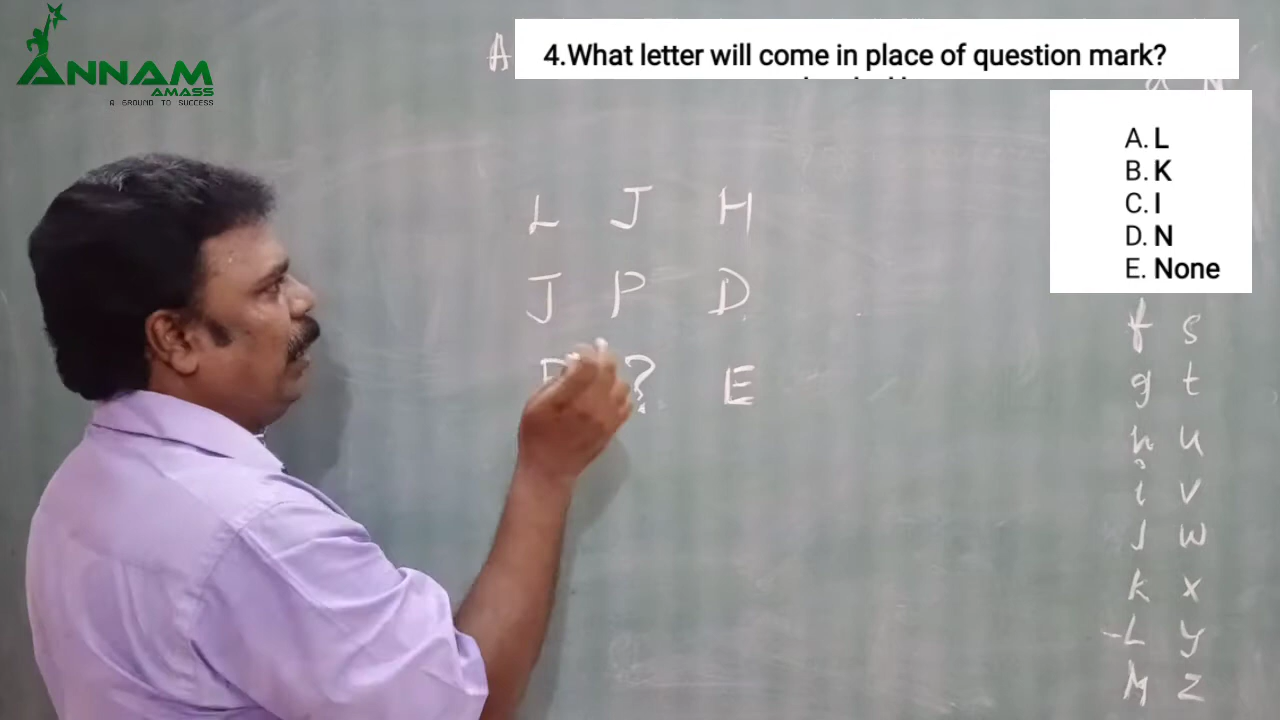 ANNAM
AMASS
A GROUND TO SUCCESS
A
4.What letter will come in place of question mark?
A. L
B. K
C. I
D. N
E. None
L J H
J P D
? E
f s
g t
h u
i v
J w
K x
L y
M z